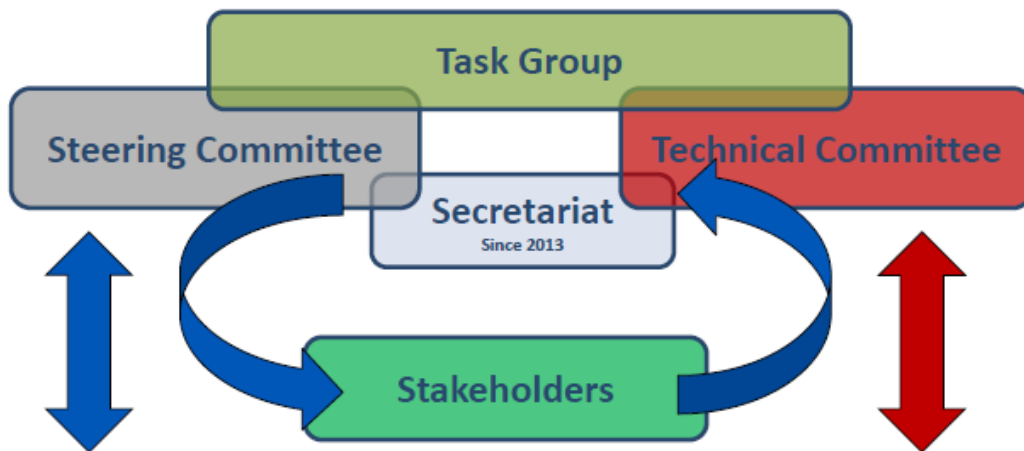 Task Group
Steering Committee
Technical Committee
Secretariat
Since 2013
Stakeholders